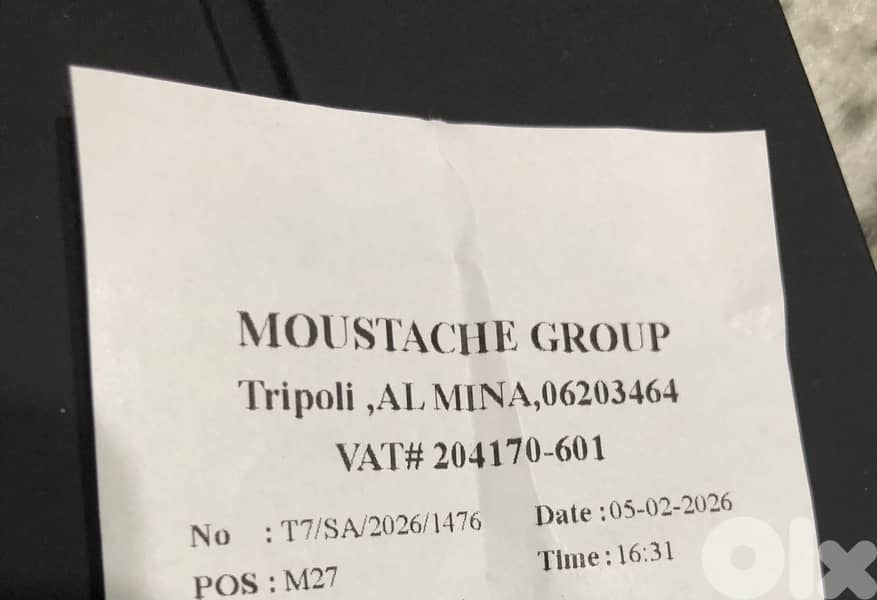 MOUSTACHE GROUP
Tripoli ,AL MINA,06203464
VAT# 204170-601
No : T7/SA/2026/1476 Date :05-02-2026
POS : M27 Time :16:31
Olx